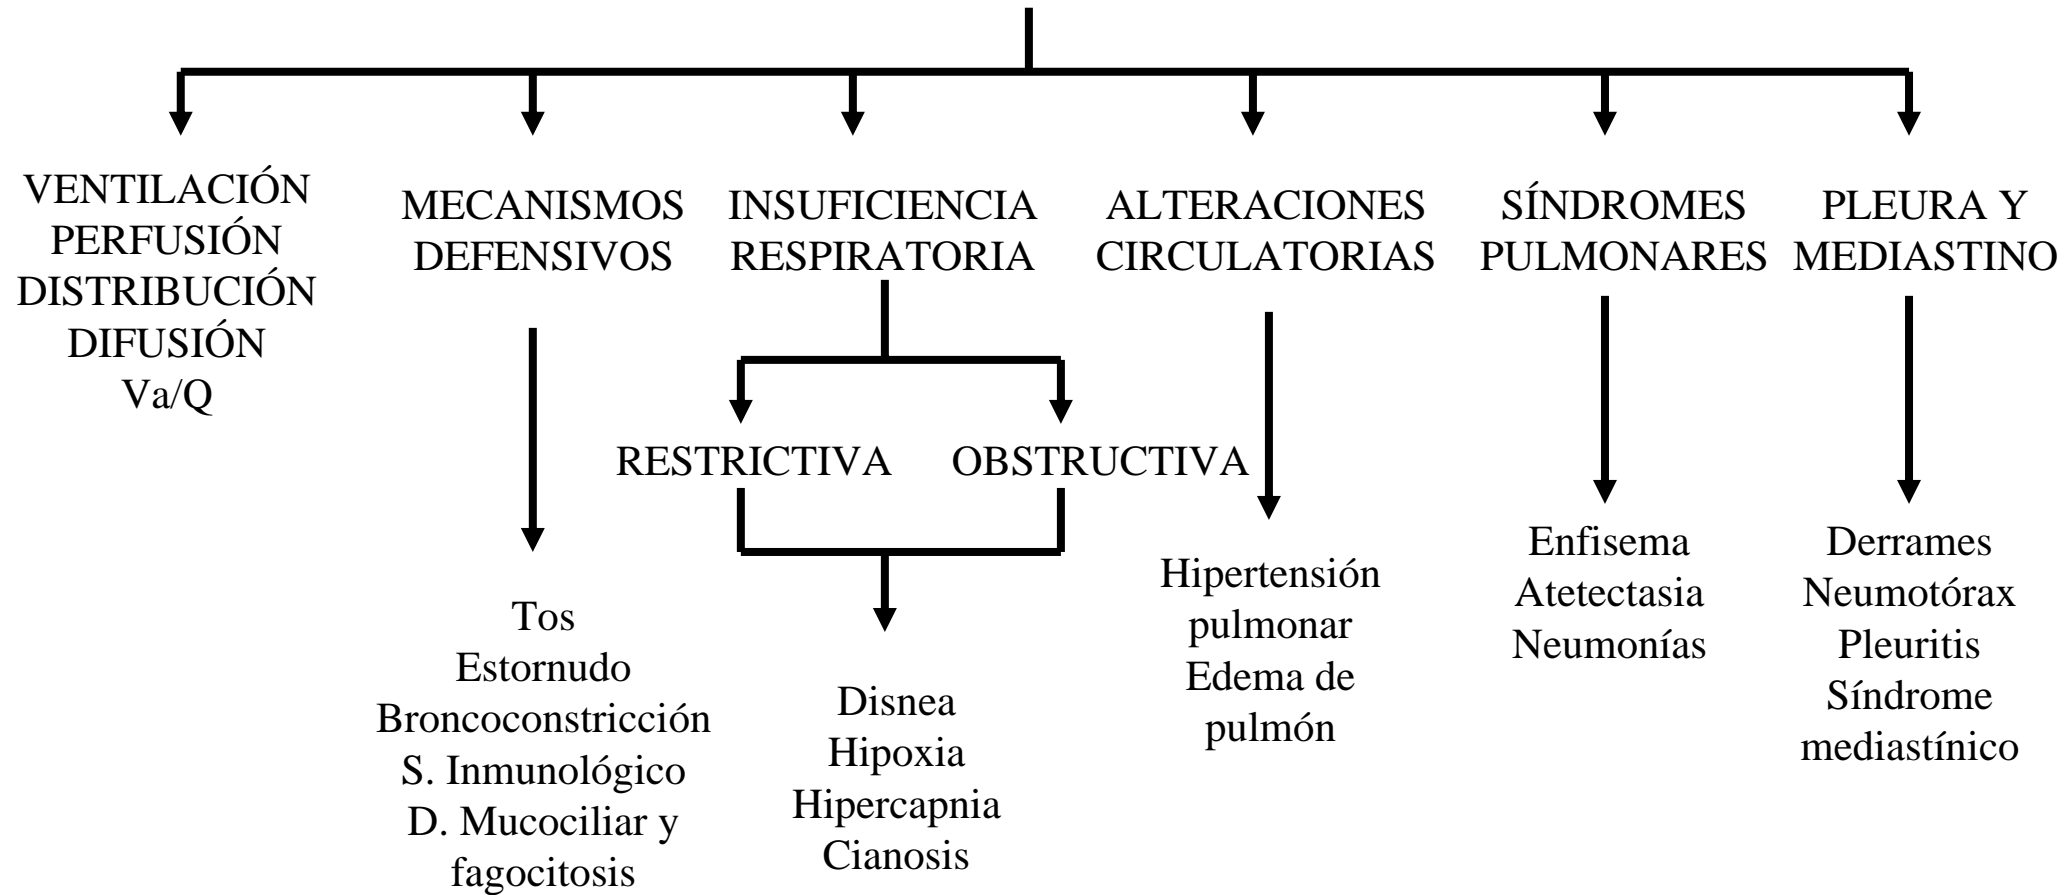 VENTILACIÓN
PERFUSIÓN
DISTRIBUCIÓN
DIFUSIÓN
Va/Q
MECANISMOS
DEFENSIVOS
INSUFICIENCIA
RESPIRATORIA
ALTERACIONES
CIRCULATORIAS
SÍNDROMES
PULMONARES
PLEURA Y
MEDIASTINO
RESTRICTIVA
OBSTRUCTIVA
Tos
Estornudo
Broncoconstricción
S. Inmunológico
D. Mucociliar y
fagocitosis
Disnea
Hipoxia
Hipercapnia
Cianosis
Hipertensión
pulmonar
Edema de
pulmón
Enfisema
Atetectasia
Neumonías
Derrames
Neumotórax
Pleuritis
Síndrome
mediastínico